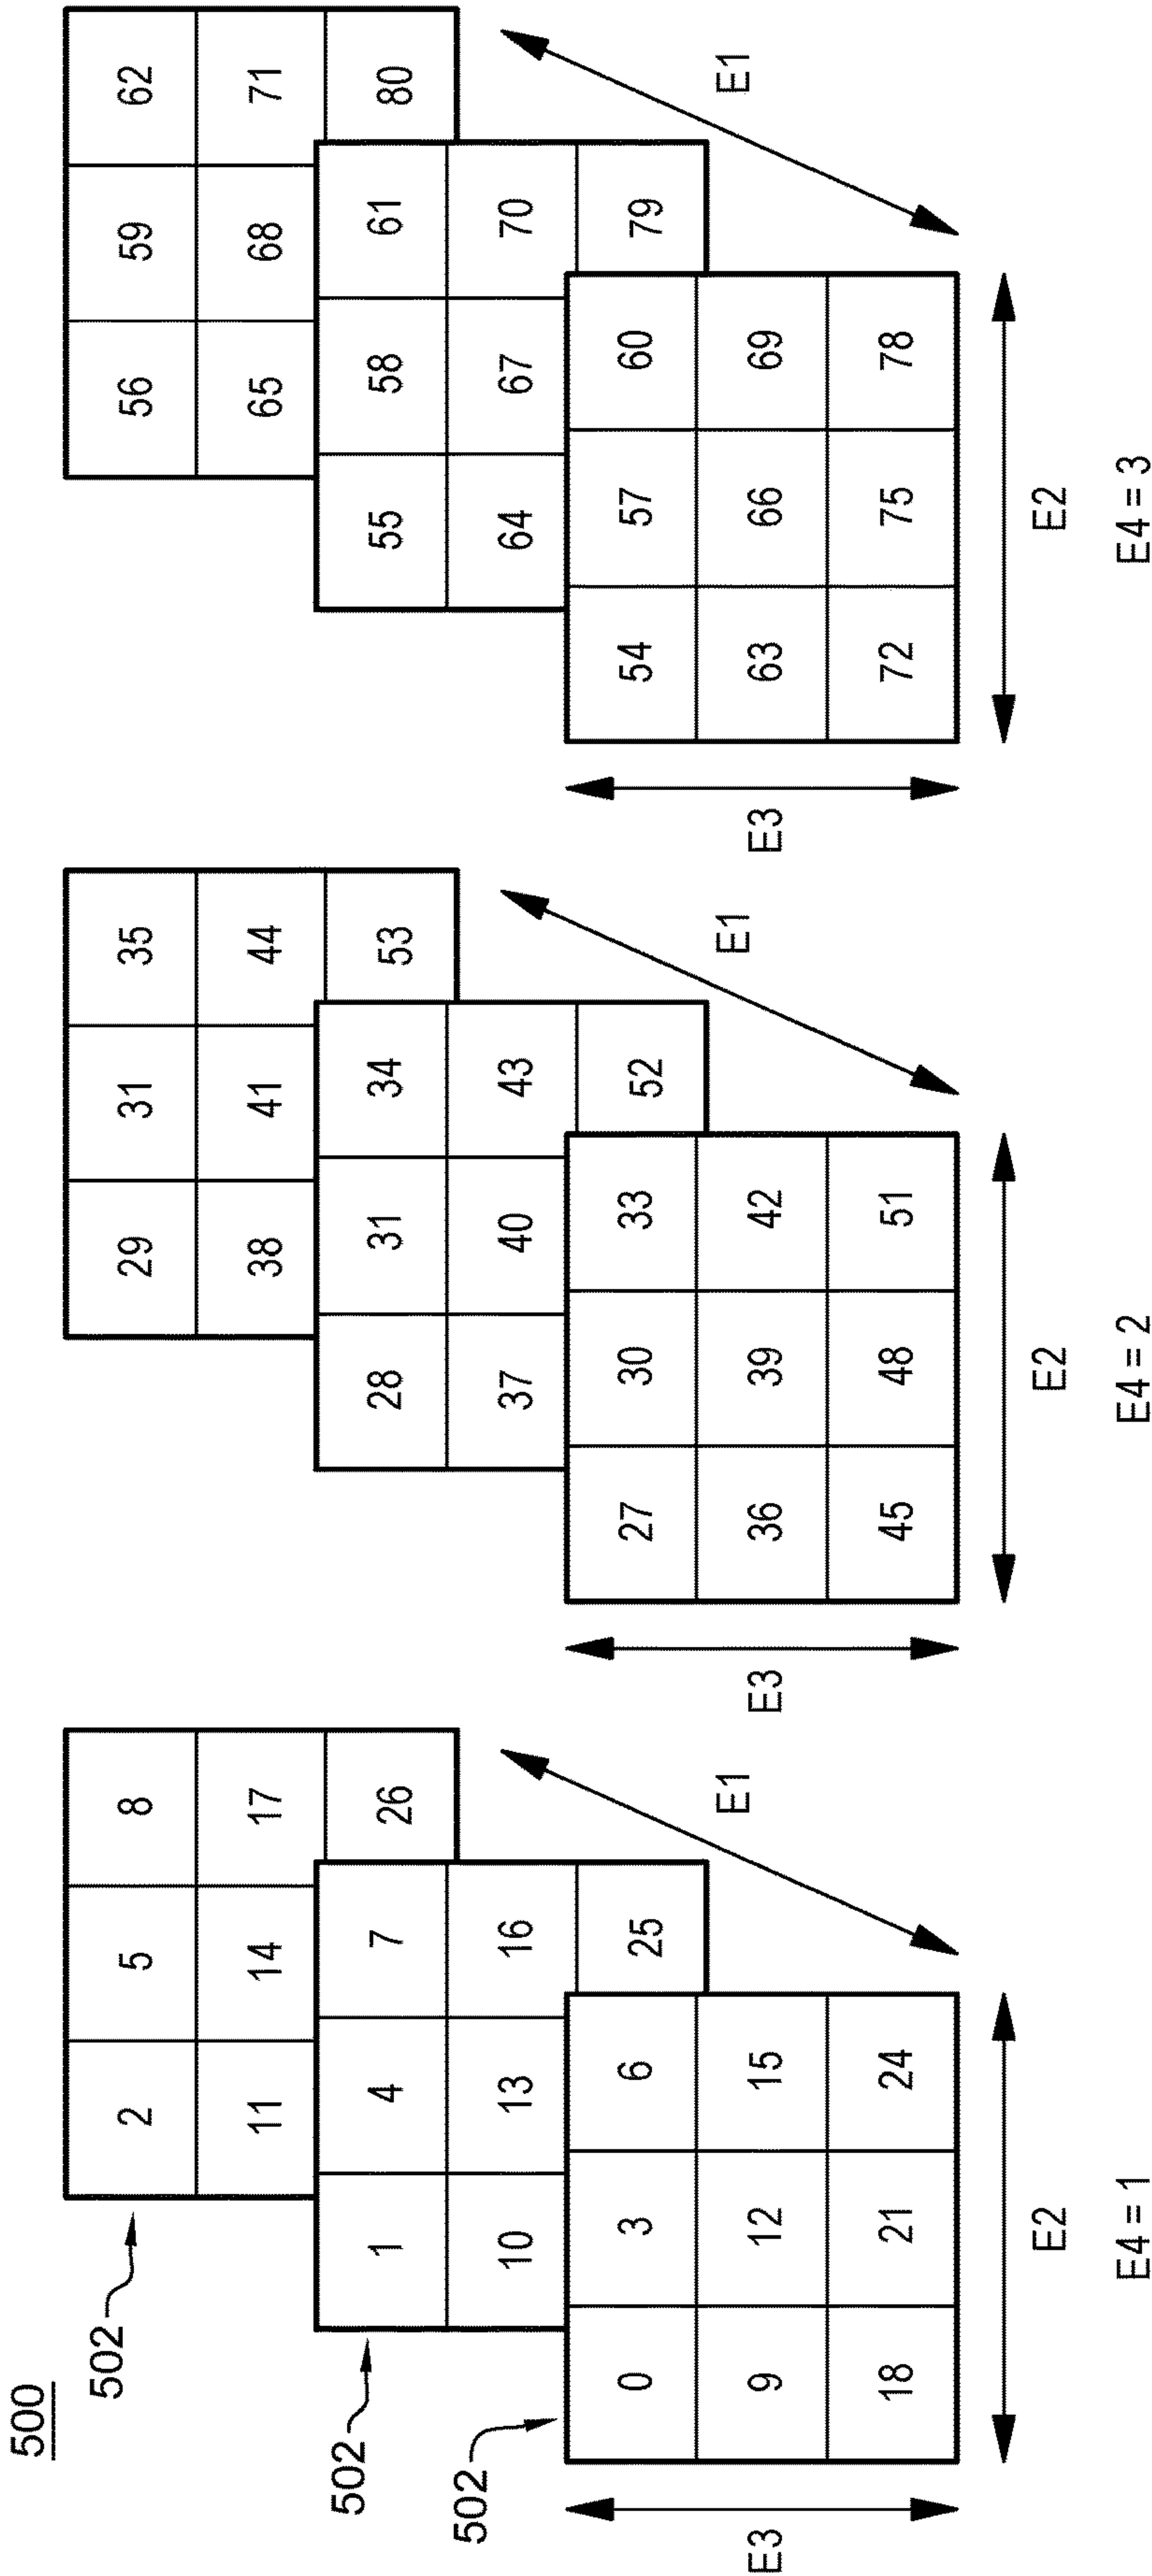 500
502
2 5 8
11 14 17
26
502
1 4 7
10 13 16
25
502
0 3 6
9 12 15
18 21 24
E3
E1
E2
E4 = 1
29 31 35
38 41 44
53
28 31 34
37 40 43
52
27 30 33
36 39 42
45 48 51
E3
E1
E2
E4 = 2
56 59 62
65 68 71
80
55 58 61
64 67 70
79
54 57 60
63 66 69
72 75 78
E3
E1
E2
E4 = 3